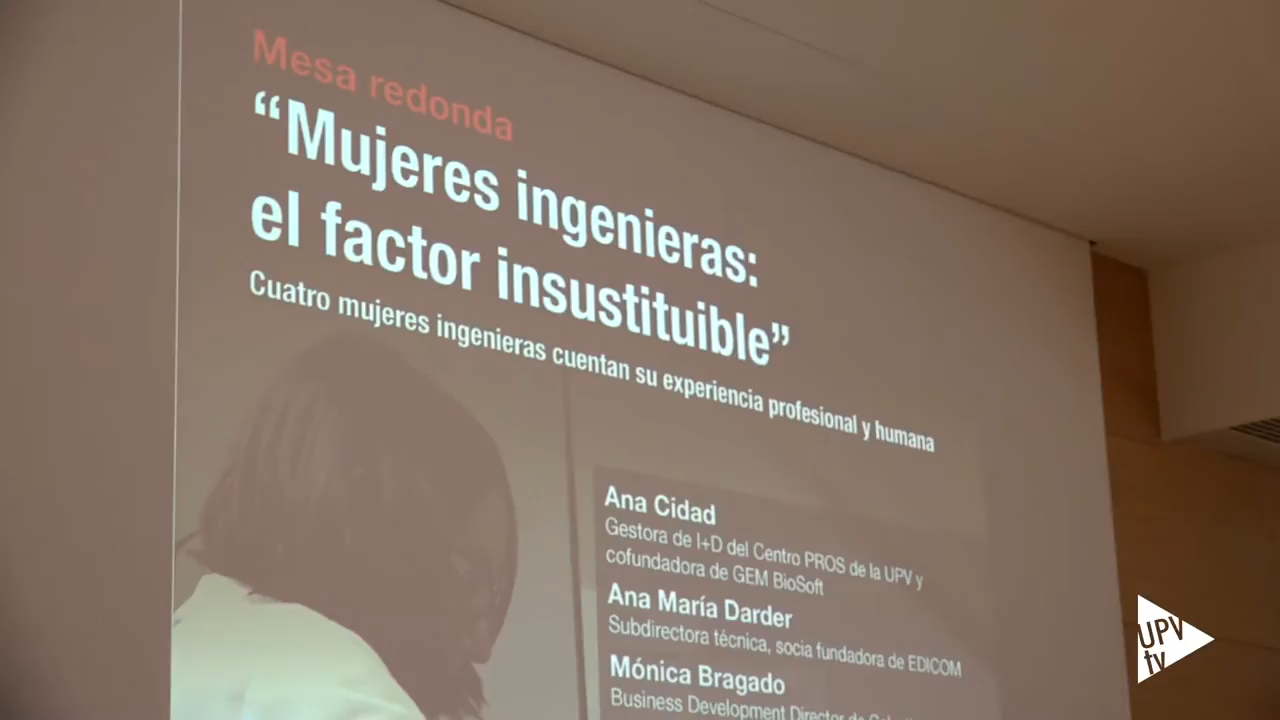 Mesa redonda
“Mujeres ingenieras:
el factor insustituible”
Cuatro mujeres ingenieras cuentan su experiencia profesional y humana
Ana Cidad
Gestora de I+D del Centro PROS de la UPV y
cofundadora de GEM BioSoft
Ana María Darder
Subdirectora técnica, socia fundadora de EDICOM
Mónica Bragado
Business Development Director de
UPV
tv